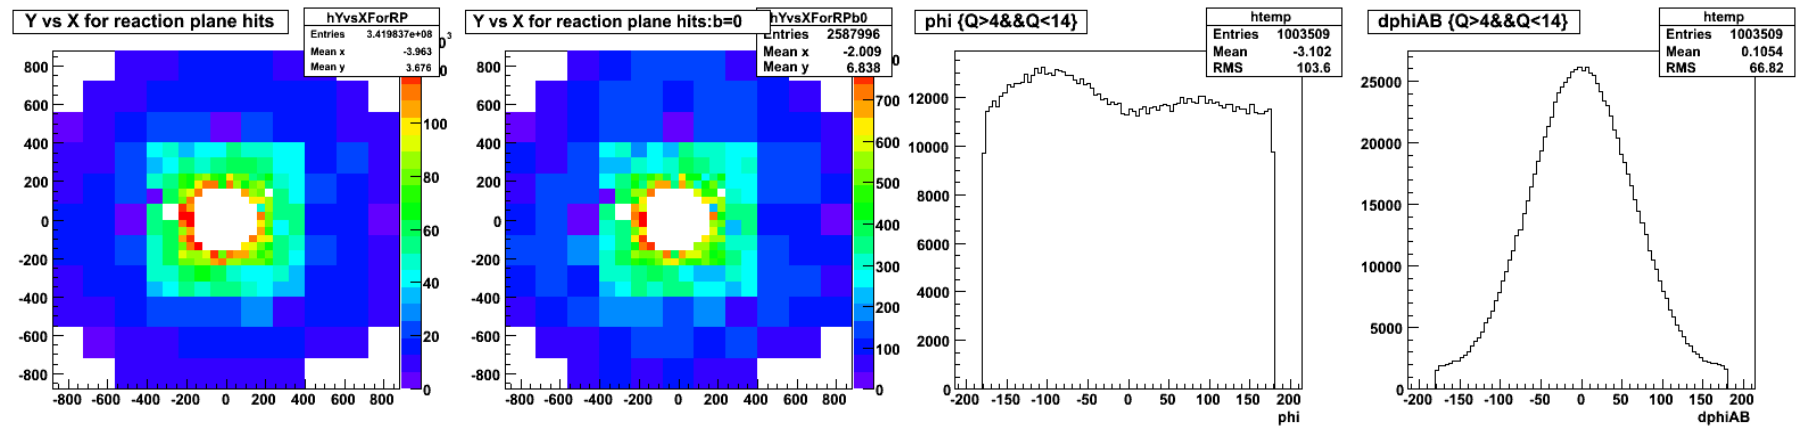 Y vs X for reaction plane hits
hYvsXForRP
Entries 3.419837e+08
Mean x -3.963
Mean y 3.676
800
600
400
200
0
-200
-400
-600
-800
-800 -600 -400 -200 0 200 400 600 800
3
0
100
80
60
40
20
0
Y vs X for reaction plane hits:b=0
hYvsXForRPb0
Entries 2587996
Mean x -2.009
Mean y 6.838
800
600
400
200
0
-200
-400
-600
-800
-800 -600 -400 -200 0 200 400 600 800
0
700
600
500
400
300
200
100
0
phi {Q>4&&Q<14}
htemp
Entries 1003509
Mean -3.102
RMS 103.6
12000
10000
8000
6000
4000
2000
0
-200 -150 -100 -50 0 50 100 150 200
phi
dphiAB {Q>4&&Q<14}
htemp
Entries 1003509
Mean 0.1054
RMS 66.82
25000
20000
15000
10000
5000
0
-200 -150 -100 -50 0 50 100 150 200
dphiAB